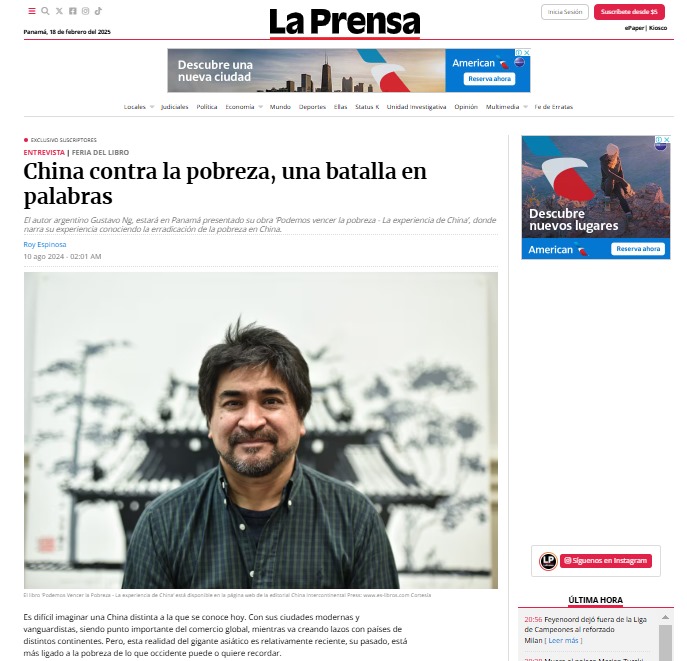 La Prensa
Inicia Sesión
Suscríbete desde $5
Panamá, 18 de febrero del 2025
ePaper| Kiosco
Descubre una
nueva ciudad
American
Reserva ahora
Locales
Judiciales
Política
Economía
Mundo
Deportes
Ellas
Status K
Unidad Investigativa
Opinión
Multimedia
Fe de Erratas
EXCLUSIVO SUSCRIPTORES
ENTREVISTA | FERIA DEL LIBRO
China contra la pobreza, una batalla en
palabras
El autor argentino Gustavo Ng, estará en Panamá presentado su obra ‘Podemos vencer la pobreza - La experiencia de China’, donde
narra su experiencia conociendo la erradicación de la pobreza en China.
Roy Espinosa
10 ago 2024 - 02:01 AM
El libro ‘Podemos Vencer la Pobreza - La experiencia de China’ está disponible en la página web de la editorial China Intercontinental Press: www.ex-libros.com Cortesía
Es difícil imaginar una China distinta a la que se conoce hoy. Con sus ciudades modernas y
vanguardistas, siendo punto importante del comercio global, mientras va creando lazos con países de
distintos continentes. Pero, esta realidad del gigante asiático es relativamente reciente, su pasado, está
más ligado a la pobreza de lo que occidente puede o quiere recordar.
Descubre
nuevos lugares
American
Reserva ahora
LP
Síguenos en Instagram
ÚLTIMA HORA
20:56 Feyenoord dejó fuera de la Liga
de Campeones al reforzado
Milan [ Leer más ]